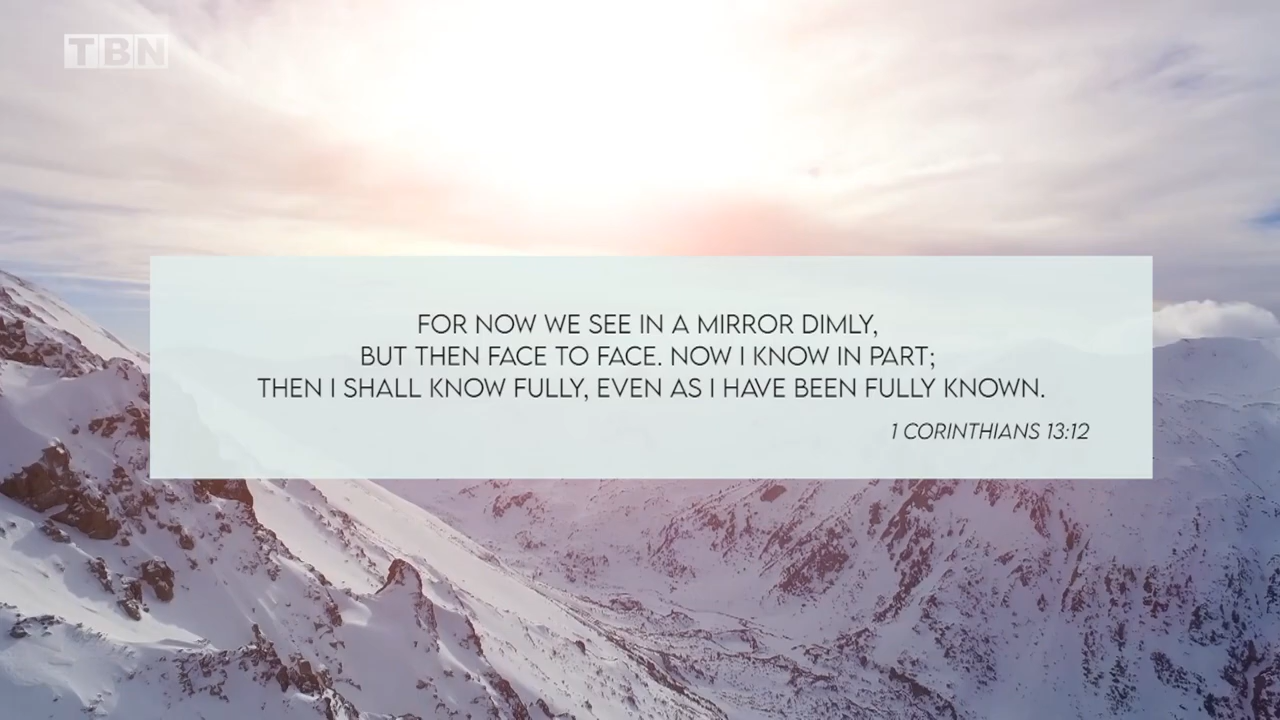 TBN
FOR NOW WE SEE IN A MIRROR DIMLY,
BUT THEN FACE TO FACE. NOW I KNOW IN PART;
THEN I SHALL KNOW FULLY, EVEN AS I HAVE BEEN FULLY KNOWN.
1 CORINTHIANS 13:12